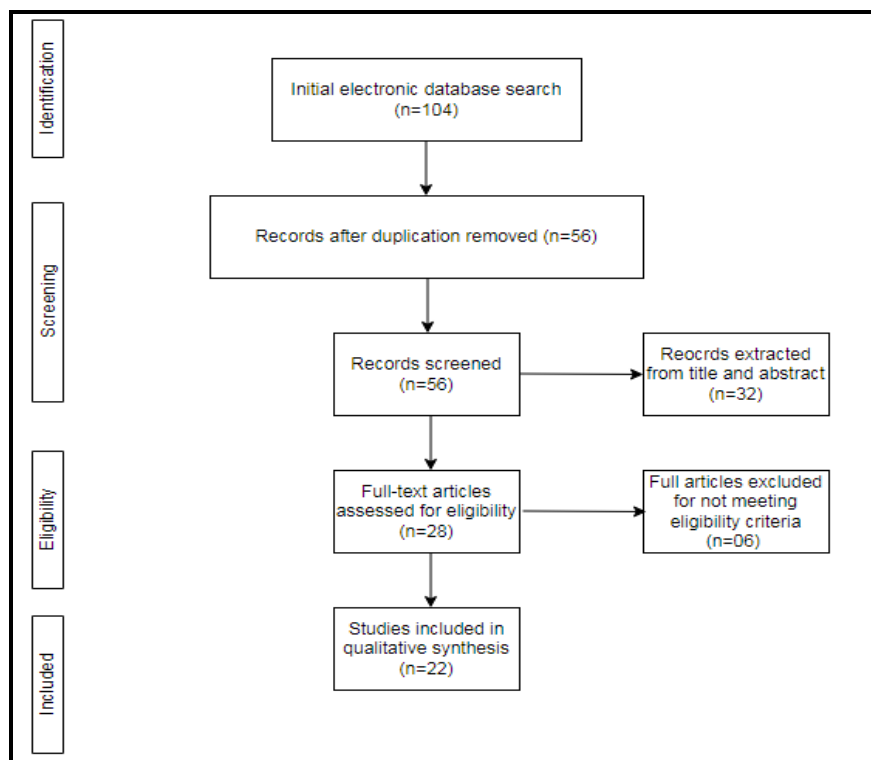 Identification
Initial electronic database search
(n=104)
Screening
Records after duplication removed (n=56)
Records screened
(n=56)
Reocrds extracted
from title and abstract
(n=32)
Eligibility
Full-text articles
assessed for eligibility
(n=28)
Full articles excluded
for not meeting
eligibility criteria
(n=06)
Included
Studies included in
qualitative synthesis
(n=22)